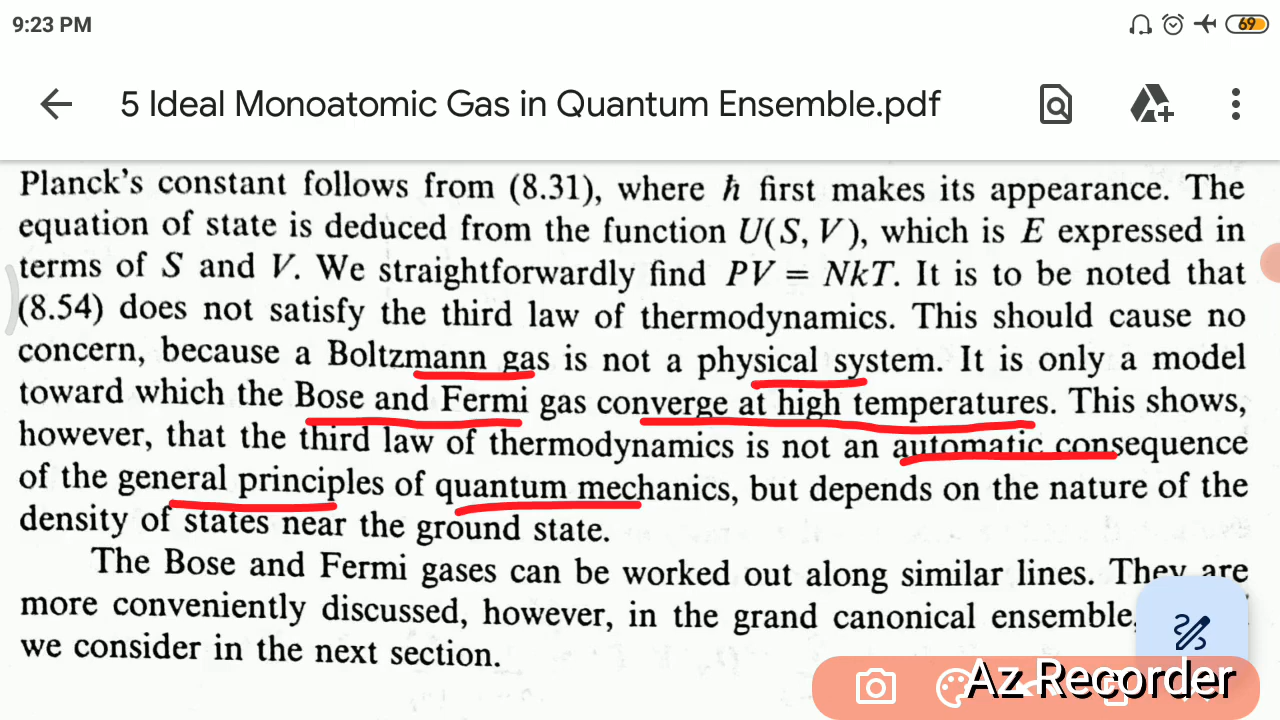 9:23 PM
69
5 Ideal Monoatomic Gas in Quantum Ensemble.pdf
Planck's constant follows from (8.31), where ℏ first makes its appearance. The
equation of state is deduced from the function U(S, V), which is E expressed in
terms of S and V. We straightforwardly find PV = NkT. It is to be noted that
(8.54) does not satisfy the third law of thermodynamics. This should cause no
concern, because a Boltzmann gas is not a physical system. It is only a model
toward which the Bose and Fermi gas converge at high temperatures. This shows,
however, that the third law of thermodynamics is not an automatic consequence
of the general principles of quantum mechanics, but depends on the nature of the
density of states near the ground state.
The Bose and Fermi gases can be worked out along similar lines. They are
more conveniently discussed, however, in the grand canonical ensemble,
we consider in the next section.
Az Recorder